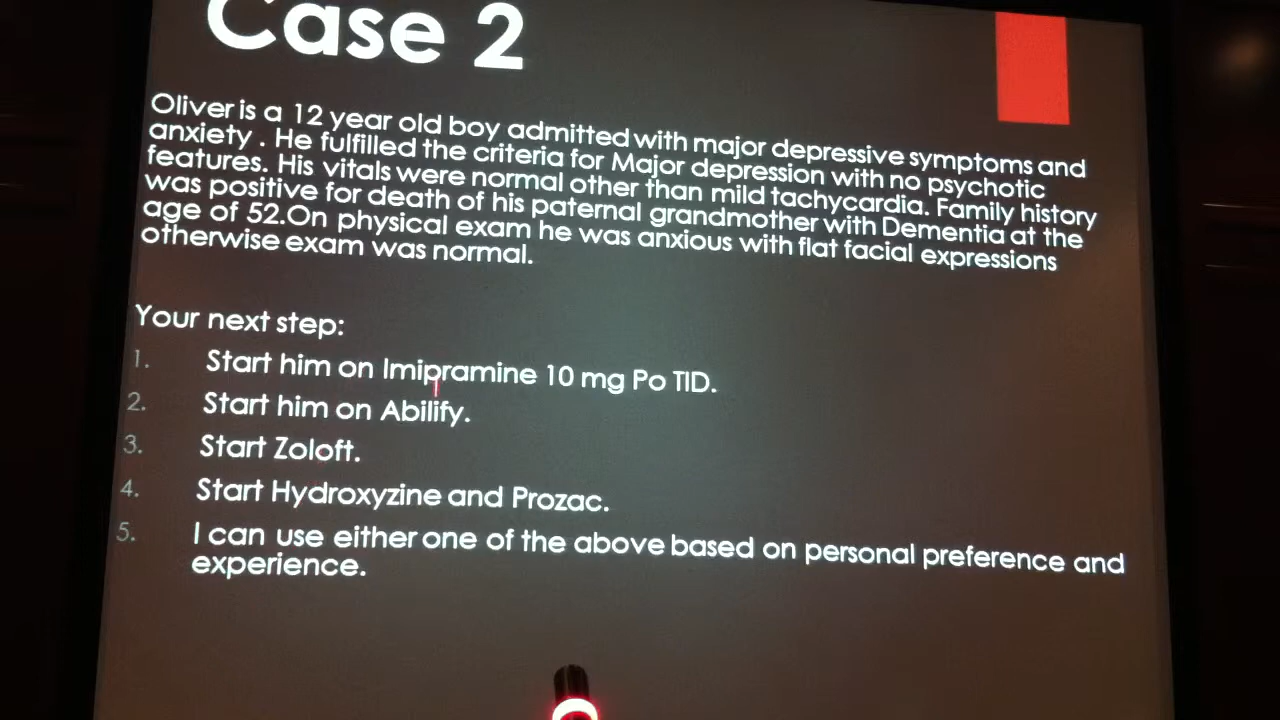 Case 2
Oliver is a 12 year old boy admitted with major depressive symptoms and
anxiety . He fulfilled the criteria for Major depression with no psychotic
features. His vitals were normal other than mild tachycardia. Family history
was positive for death of his paternal grandmother with Dementia at the
age of 52.On physical exam he was anxious with flat facial expressions
otherwise exam was normal.
Your next step:
1. Start him on Imipramine 10 mg Po TID.
2. Start him on Abilify.
3. Start Zoloft.
4. Start Hydroxyzine and Prozac.
5. I can use either one of the above based on personal preference and
experience.